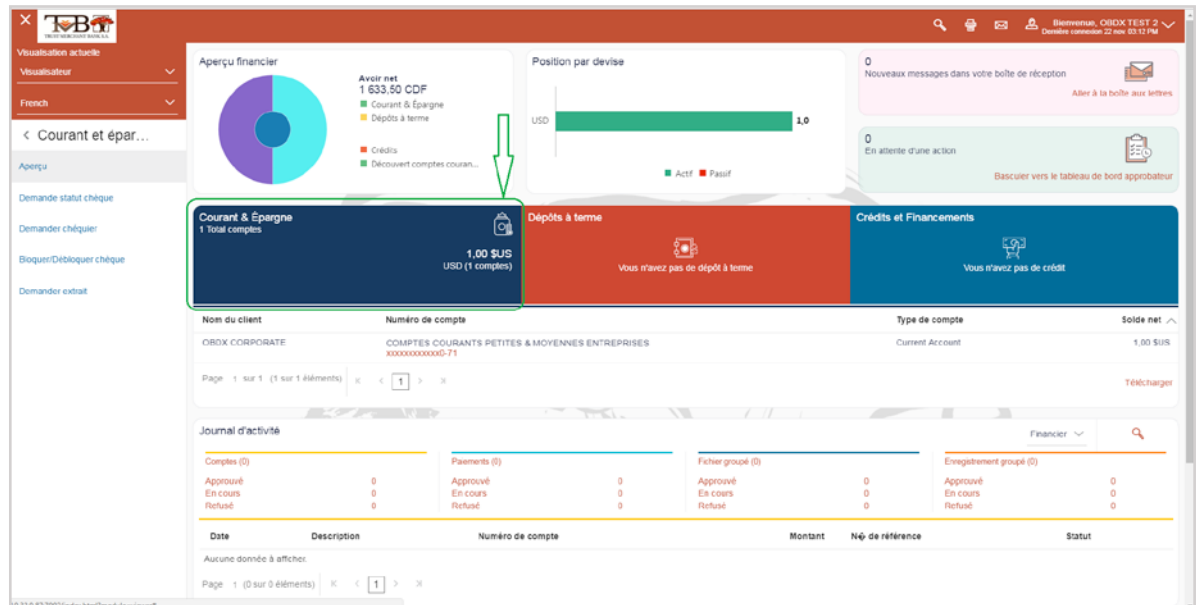 TMB
TRUST MERCHANT BANK S.A.
Bienvenue, OBDX TEST 2
Dernière connexion 22 nov. 03:12 PM
Visualisation actuelle
Visualisateur
French
< Courant et épar...
Aperçu
Demande statut chèque
Demander chéquier
Bloquer/Débloquer chèque
Demander extrait
Aperçu financier
Avoir net
1 633,50 CDF
Courant & Épargne
Dépôts à terme
Crédits
Découvert comptes couran...
Position par devise
USD
1,0
Actif Passif
0
Nouveaux messages dans votre boîte de réception
Aller à la boîte aux lettres
0
En attente d'une action
Basculer vers le tableau de bord approbateur
Courant & Épargne
1 Total comptes
1,00 $US
USD (1 comptes)
Dépôts à terme
Vous n'avez pas de dépôt à terme
Crédits et Financements
Vous n'avez pas de crédit
Nom du client Numéro de compte Type de compte Solde net
OBDX CORPORATE COMPTES COURANTS PETITES & MOYENNES ENTREPRISES Current Account 1,00 $US
xxxxxxxxxxx0-71
Page 1 sur 1 (1 sur 1 éléments) K < 1 > X
Télécharger
Journal d'activité
Financier
Comptes (0) Paiements (0) Fichier groupé (0) Enregistrement groupé (0)
Approuvé 0 Approuvé 0 Approuvé 0 Approuvé 0
En cours 0 En cours 0 En cours 0 En cours 0
Refusé 0 Refusé 0 Refusé 0 Refusé 0
Date Description Numéro de compte Montant N� de référence Statut
Aucune donnée à afficher.
Page 1 (0 sur 0 éléments) K < 1 > X